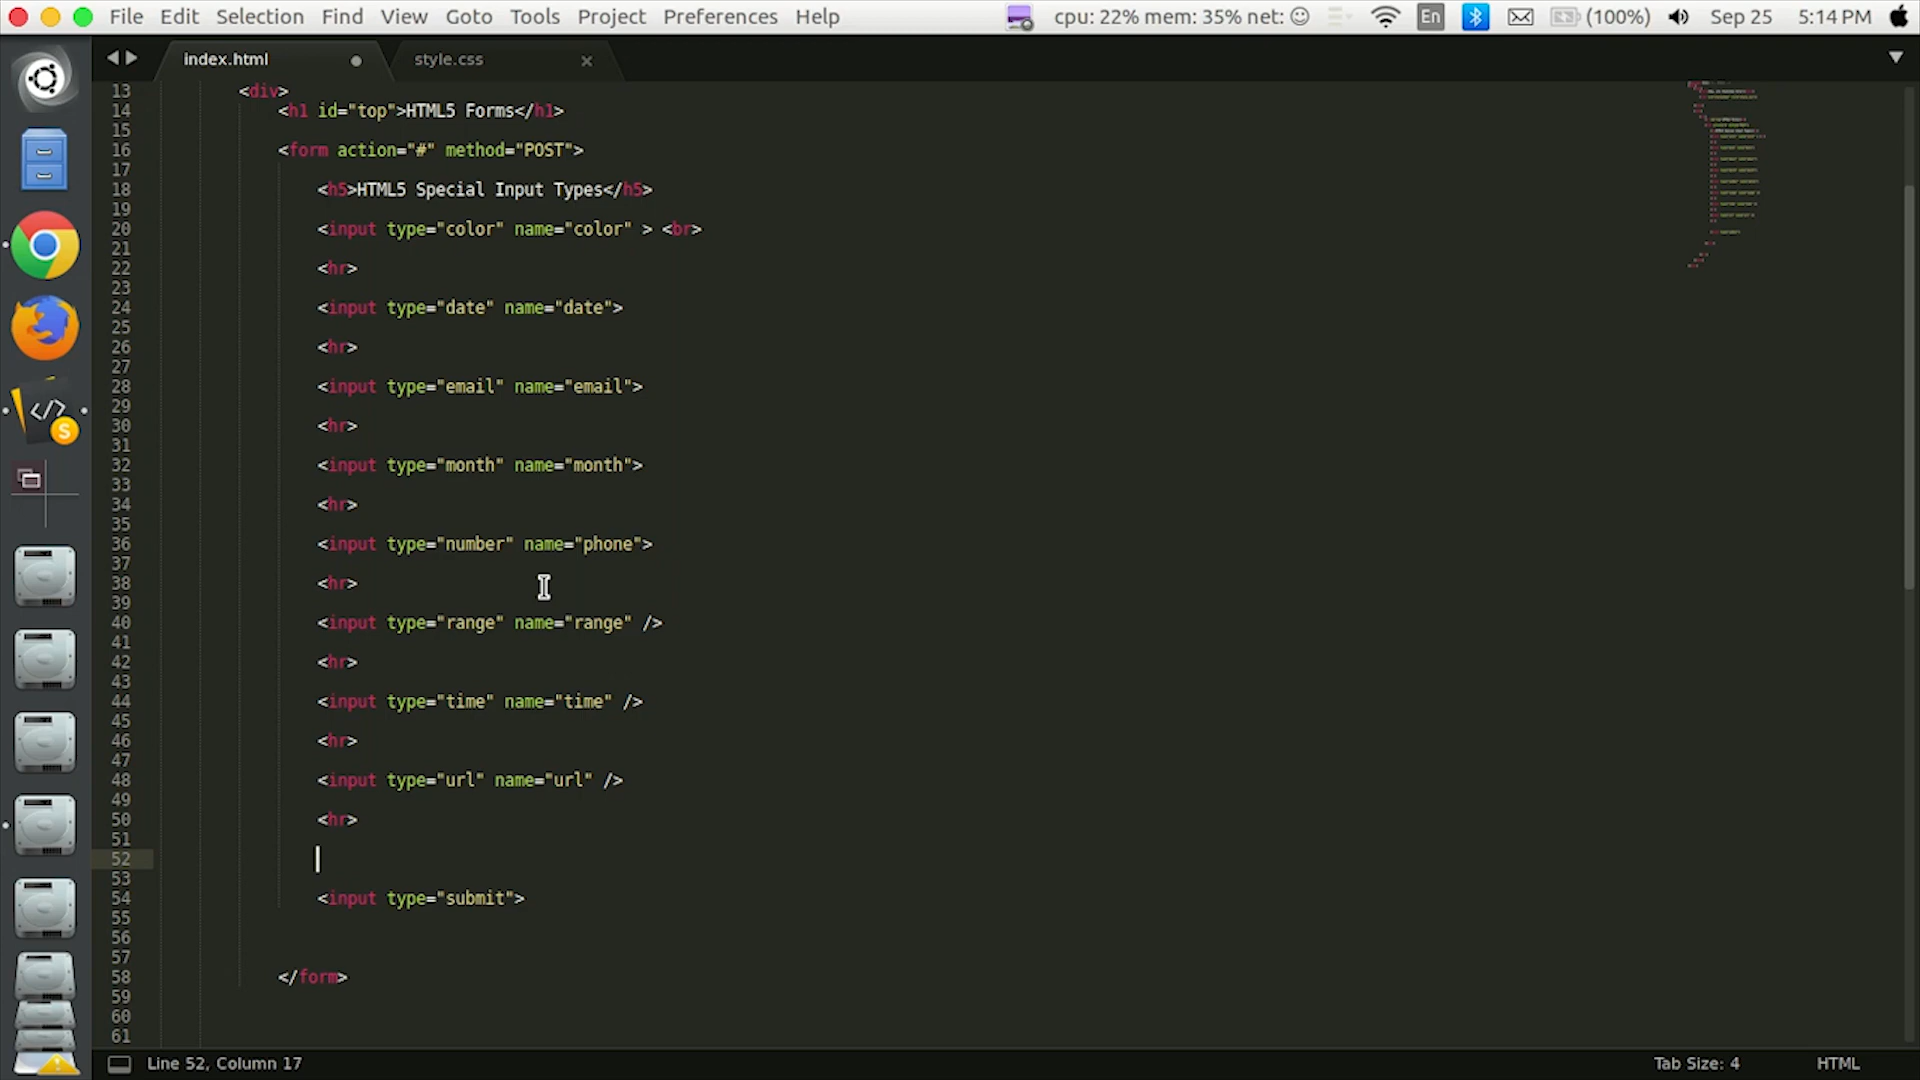 File Edit Selection Find View Goto Tools Project Preferences Help cpu: 22% mem: 35% net: En (100%) Sep 25 5:14 PM
index.html style.css
13 <div>
14 <h1 id="top">HTML5 Forms</h1>
15
16 <form action="#" method="POST">
17
18 <h5>HTML5 Special Input Types</h5>
19
20 <input type="color" name="color" > <br>
21
22 <hr>
23
24 <input type="date" name="date">
25
26 <hr>
27
28 <input type="email" name="email">
29
30 <hr>
31
32 <input type="month" name="month">
33
34 <hr>
35
36 <input type="number" name="phone">
37
38 <hr>
39
40 <input type="range" name="range" />
41
42 <hr>
43
44 <input type="time" name="time" />
45
46 <hr>
47
48 <input type="url" name="url" />
49
50 <hr>
51
52
53
54 <input type="submit">
55
56
57
58 </form>
59
60
61
Line 52, Column 17 Tab Size: 4 HTML